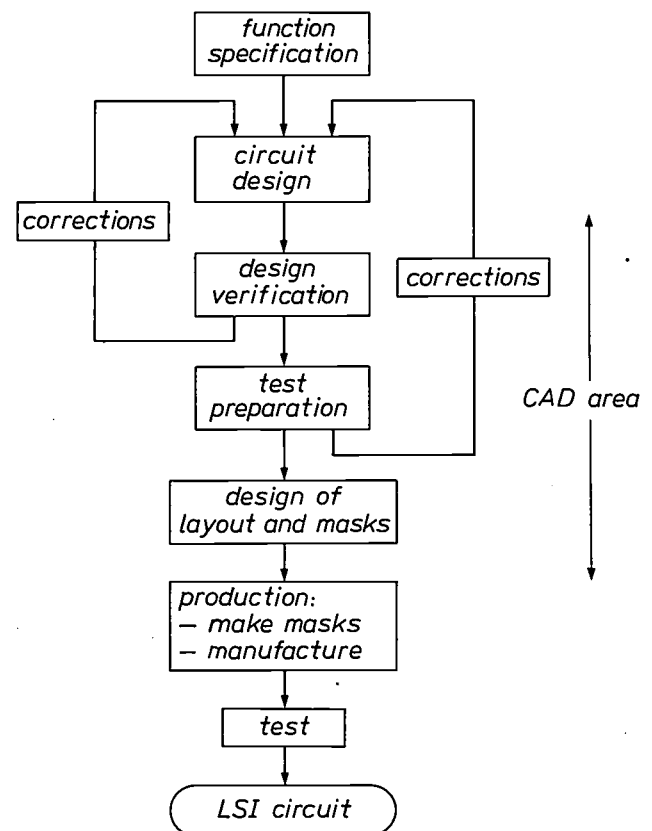 function
specification
circuit
design
corrections
design
verification
corrections
test
preparation
CAD area
design of
layout and masks
production:
– make masks
– manufacture
test
LSI circuit